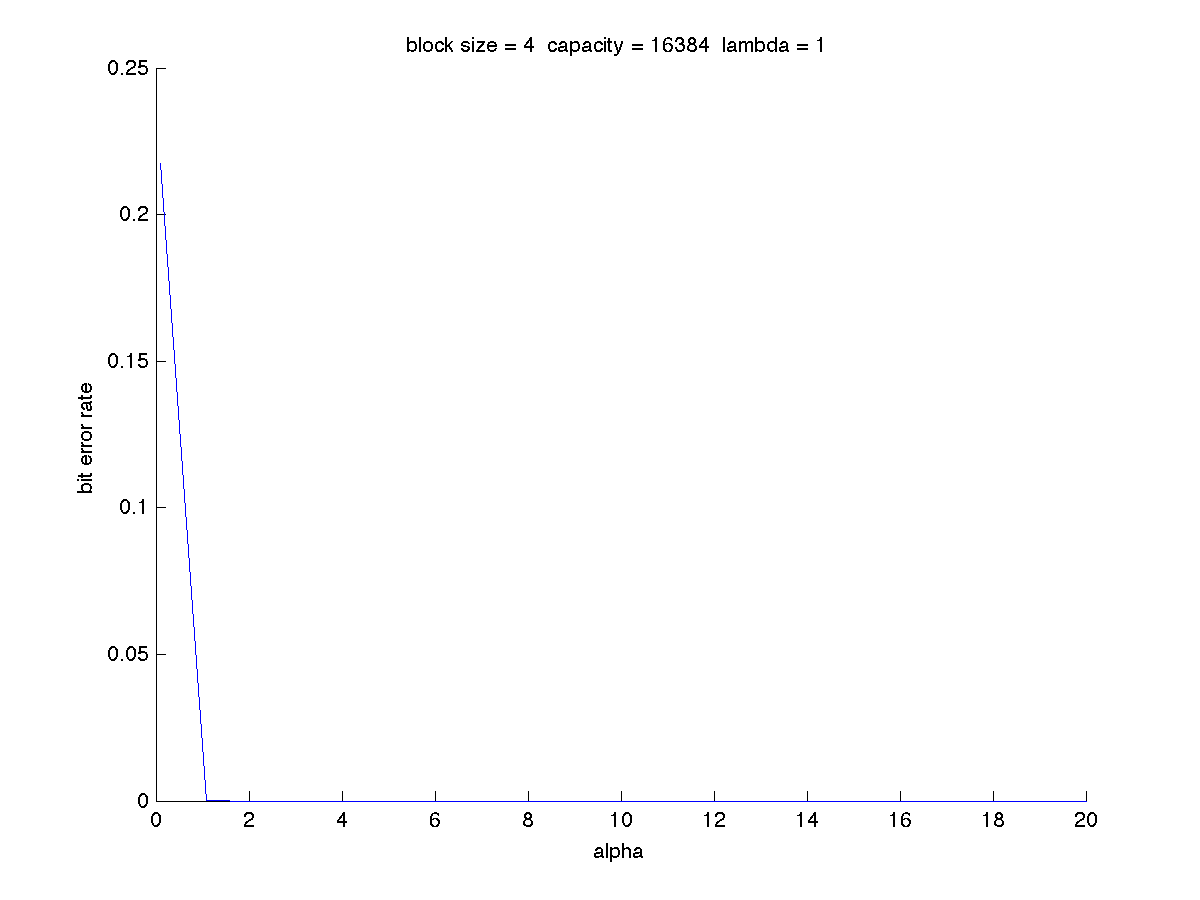 block size = 4  capacity = 16384  lambda = 1
0.25
0.2
0.15
0.1
0.05
0
bit error rate
0 2 4 6 8 10 12 14 16 18 20
alpha